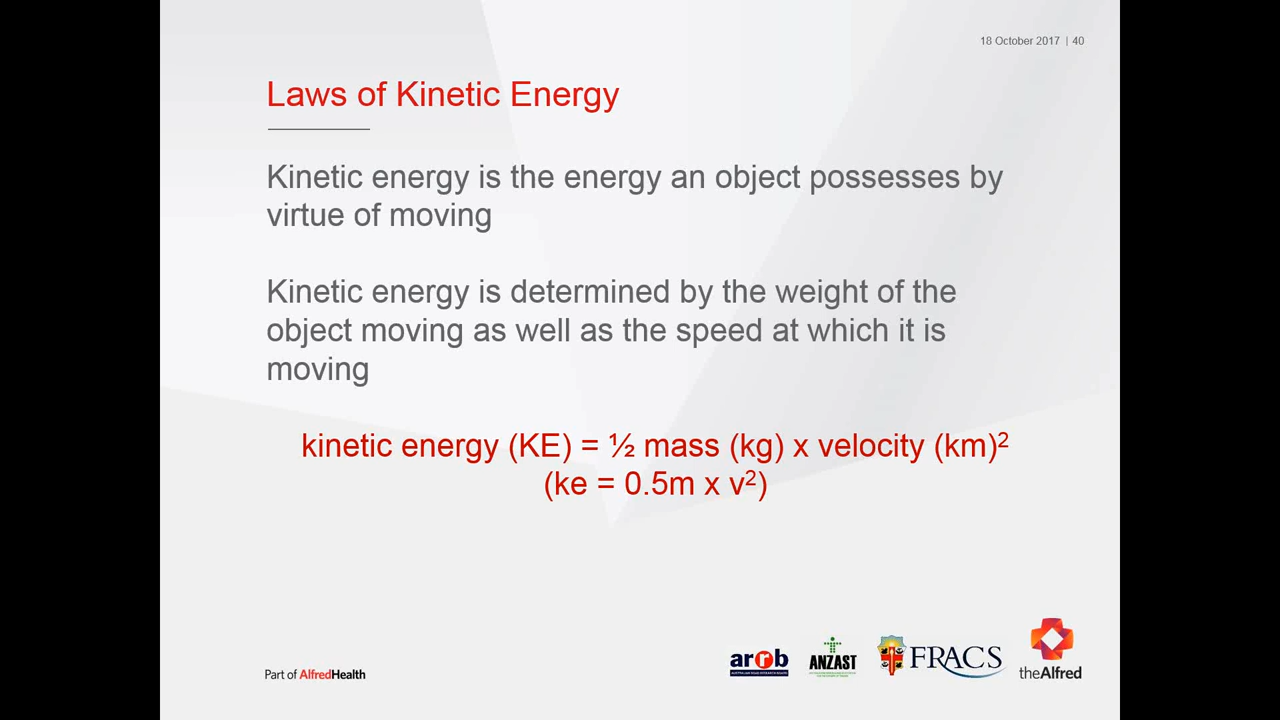 18 October 2017 | 40
Laws of Kinetic Energy
Kinetic energy is the energy an object possesses by
virtue of moving
Kinetic energy is determined by the weight of the
object moving as well as the speed at which it is
moving
kinetic energy (KE) = ½ mass (kg) x velocity (km)²
(ke = 0.5m x v²)
Part of AlfredHealth
arrb
ANZAST
FRACS
theAlfred